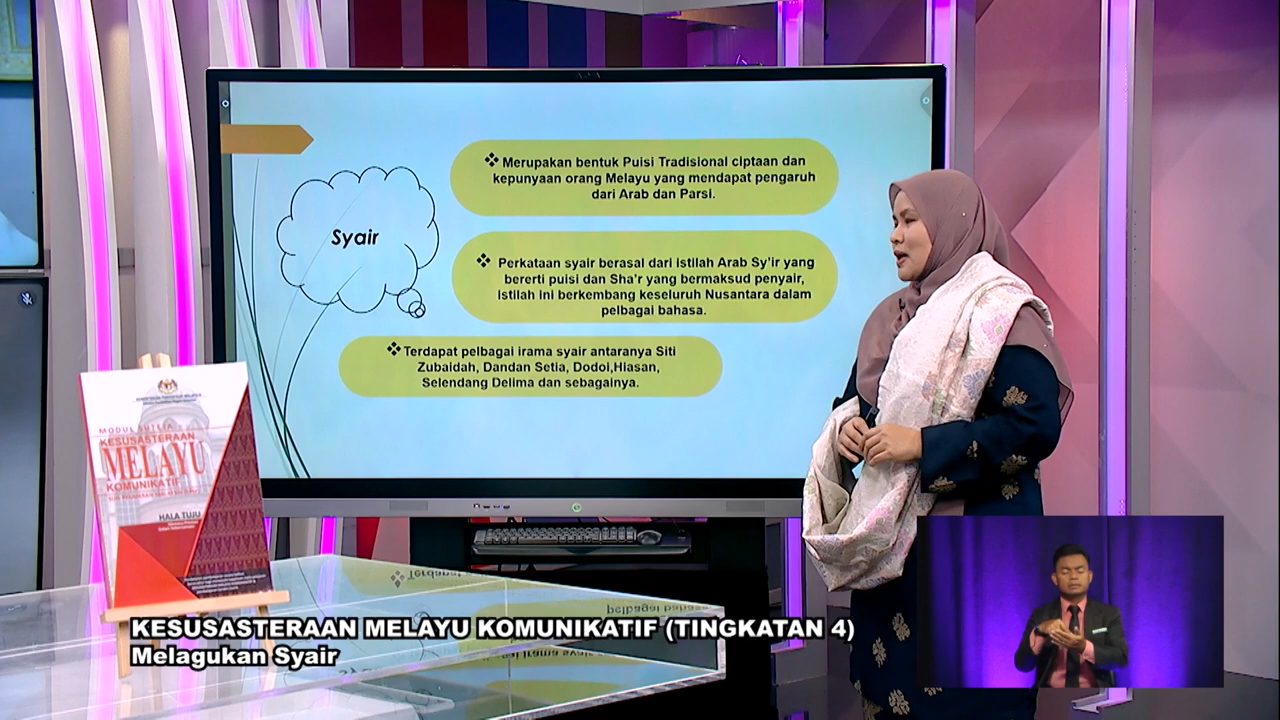 Syair
❖ Merupakan bentuk Puisi Tradisional ciptaan dan
kepunyaan orang Melayu yang mendapat pengaruh
dari Arab dan Parsi.
❖ Perkataan syair berasal dari istilah Arab Sy'ir yang
bererti puisi dan Sha'r yang bermaksud penyair,
Istilah ini berkembang keseluruh Nusantara dalam
pelbagai bahasa.
❖ Terdapat pelbagai irama syair antaranya Siti
Zubaidah, Dandan Setia, Dodoi,Hiasan,
Selendang Delima dan sebagainya.
KESUSASTERAAN
MELAYU
KOMUNIKATIF
HALA TUJU
KESUSASTERAAN MELAYU KOMUNIKATIF (TINGKATAN 4)
Melagukan Syair